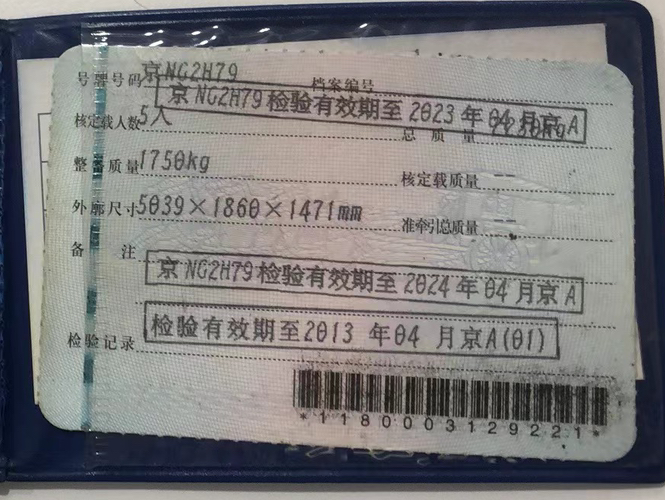 号牌号码 京NG2H79 档案编号
京NG2H79检验有效期至2023年04月京A
核定载人数 5人 总质量
整备质量 1750kg 核定载质量 --
外廓尺寸 5039×1860×1471mm 准牵引总质量 --
备注
京NG2H79检验有效期至2024年04月京A
检验有效期至2013 年04 月京A(01)
检验记录
*1180003129221*